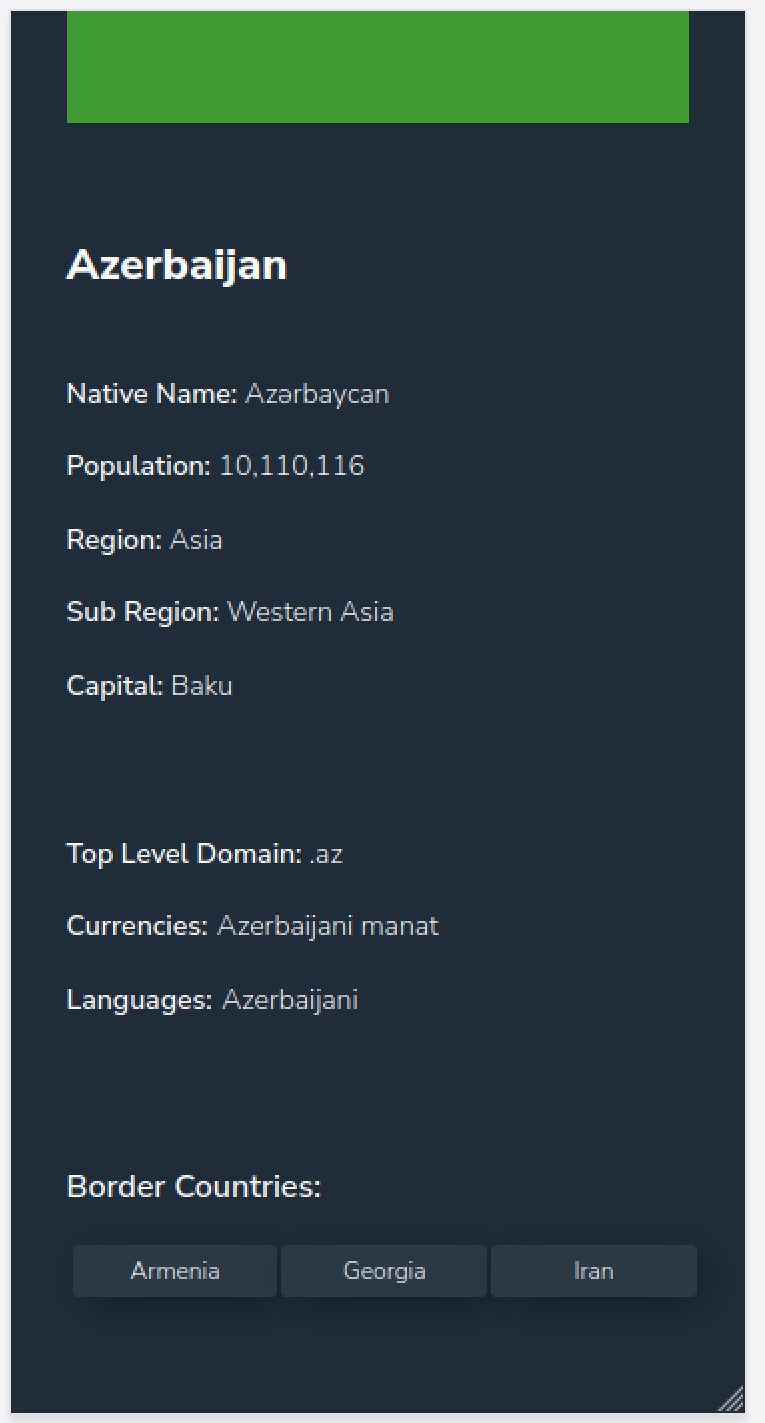 Azerbaijan
Native Name: Azərbaycan
Population: 10,110,116
Region: Asia
Sub Region: Western Asia
Capital: Baku
Top Level Domain: .az
Currencies: Azerbaijani manat
Languages: Azerbaijani
Border Countries:
Armenia Georgia Iran